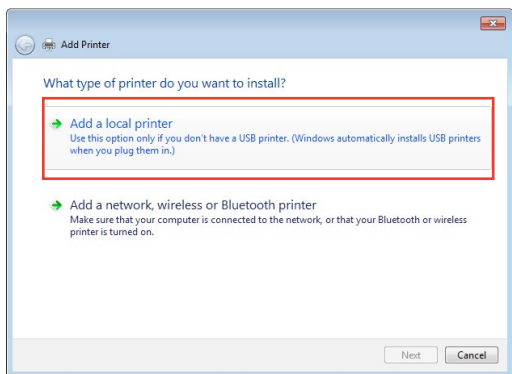 Add Printer
What type of printer do you want to install?
Add a local printer
Use this option only if you don't have a USB printer. (Windows automatically installs USB printers
when you plug them in.)
Add a network, wireless or Bluetooth printer
Make sure that your computer is connected to the network, or that your Bluetooth or wireless
printer is turned on.
Next Cancel